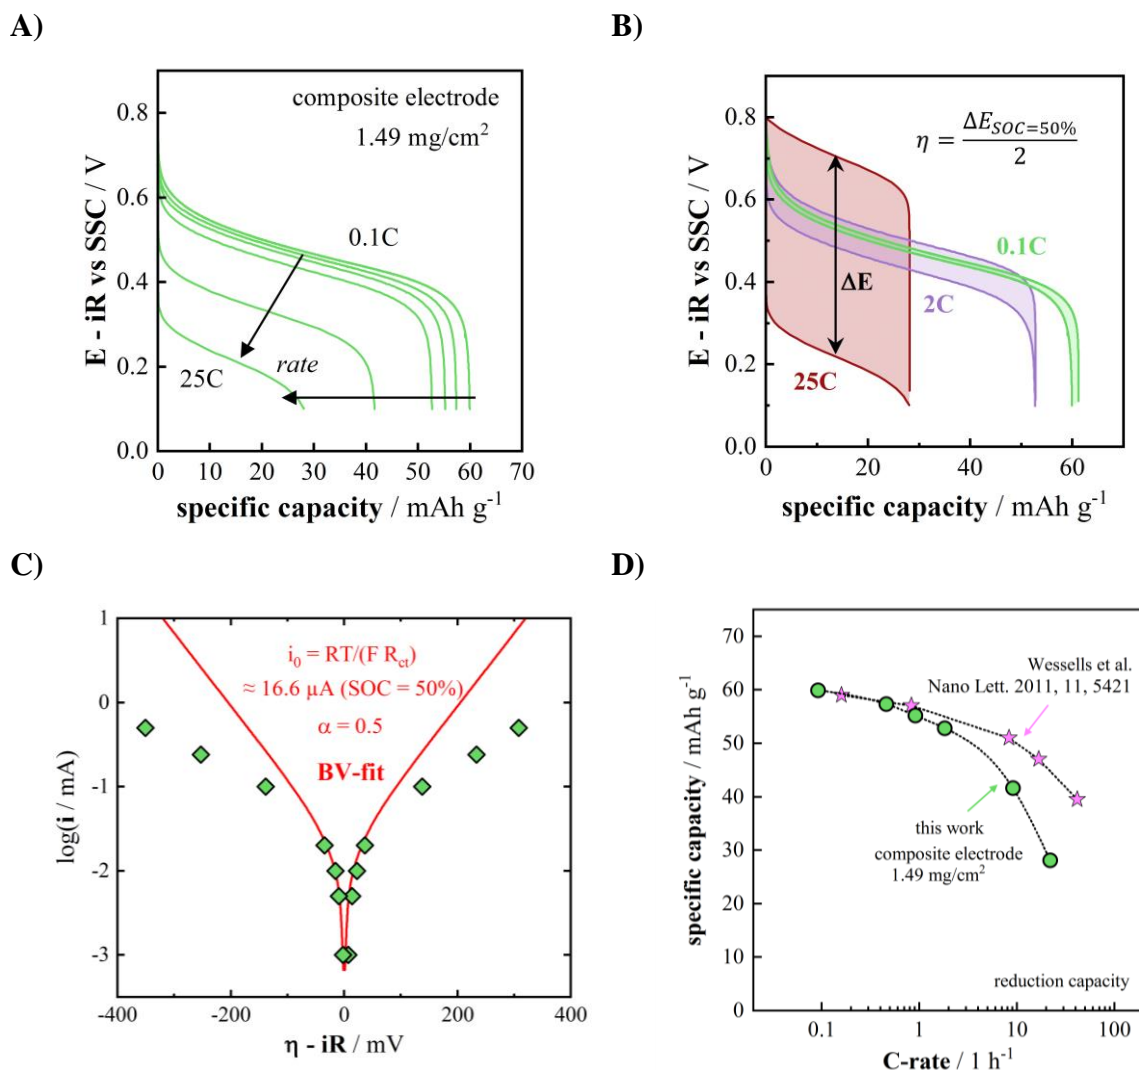 A)
composite electrode
1.49 mg/cm²
0.1C
25C
rate
E - iR vs SSC / V
0.8
0.6
0.4
0.2
0.0
0 10 20 30 40 50 60 70
specific capacity / mAh g⁻¹
B)
η = ΔE_SOC=50% / 2
0.1C
2C
25C
ΔE
E - iR vs SSC / V
0.8
0.6
0.4
0.2
0.0
0 20 40 60
specific capacity / mAh g⁻¹
C)
i₀ = RT/(F R_ct)
≈ 16.6 µA (SOC = 50%)
α = 0.5
BV-fit
log(i / mA)
1
0
-1
-2
-3
-400 -200 0 200 400
η - iR / mV
D)
Wessells et al.
Nano Lett. 2011, 11, 5421
this work
composite electrode
1.49 mg/cm²
reduction capacity
specific capacity / mAh g⁻¹
70
60
50
40
30
20
10
0
0.1 1 10 100
C-rate / 1 h⁻¹